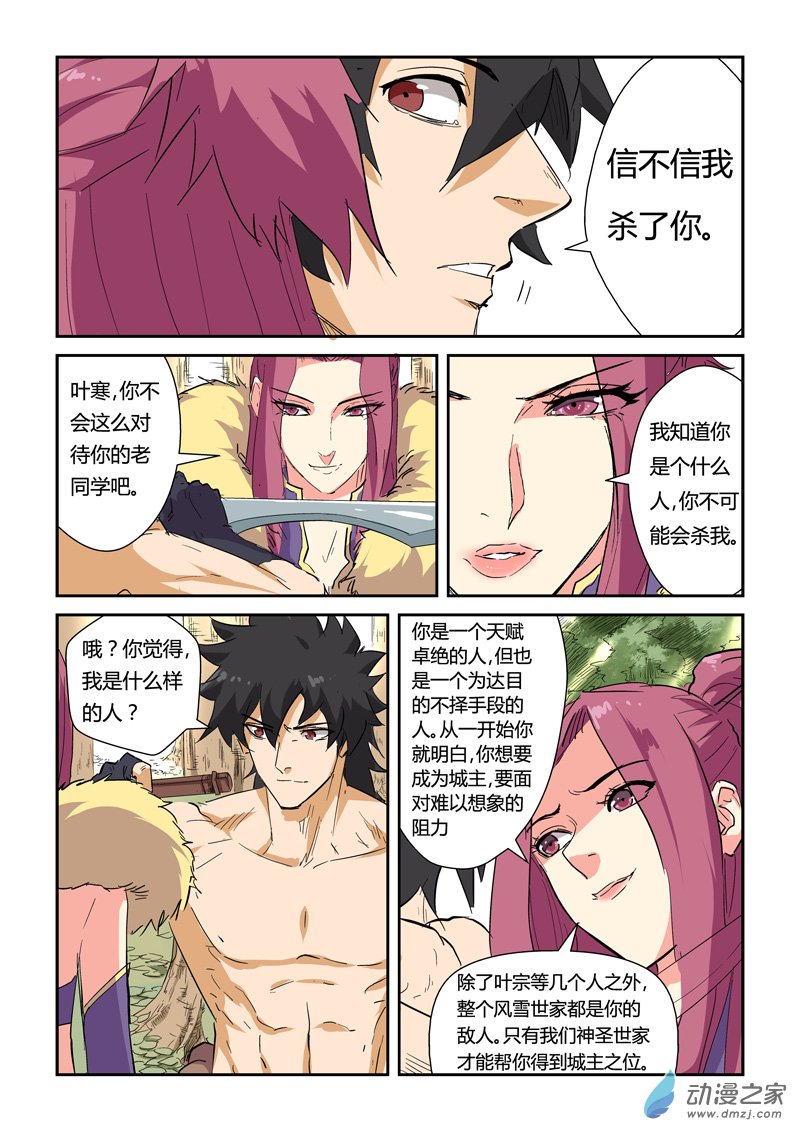 信不信我
杀了你。
叶寒,你不
会这么对
待你的老
同学吧。
我知道你
是个什么
人,你不可
能会杀我。
哦？你觉得,
我是什么样
的人？
你是一个天赋
卓绝的人,但也
是一个为达目
的不择手段的
人。从一开始你
就明白,你想要
成为城主,要面
对难以想象的
阻力
除了叶宗等几个人之外,
整个风雪世家都是你的
敌人。只有我们神圣世家
才能帮你得到城主之位。
动漫之家
www.dmzj.com